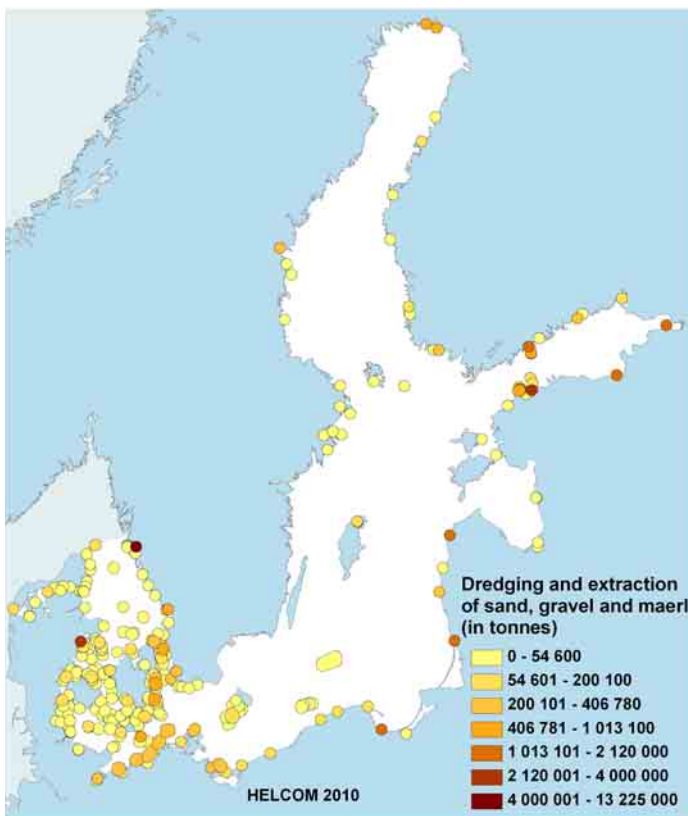 Dredging and extraction
of sand, gravel and maerl
(in tonnes)
0 - 54 600
54 601 - 200 100
200 101 - 406 780
406 781 - 1 013 100
1 013 101 - 2 120 000
2 120 001 - 4 000 000
4 000 001 - 13 225 000
HELCOM 2010